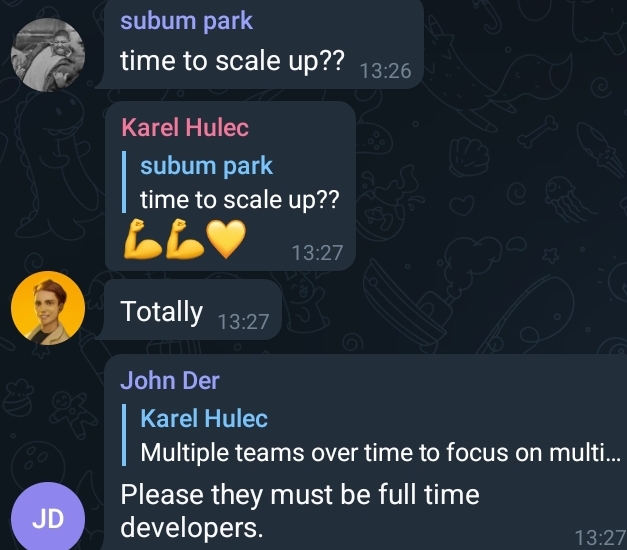 subum park
time to scale up?? 13:26
Karel Hulec
subum park
time to scale up??
💪💪💛 13:27
Totally 13:27
John Der
Karel Hulec
Multiple teams over time to focus on multi...
Please they must be full time
developers. 13:27
JD